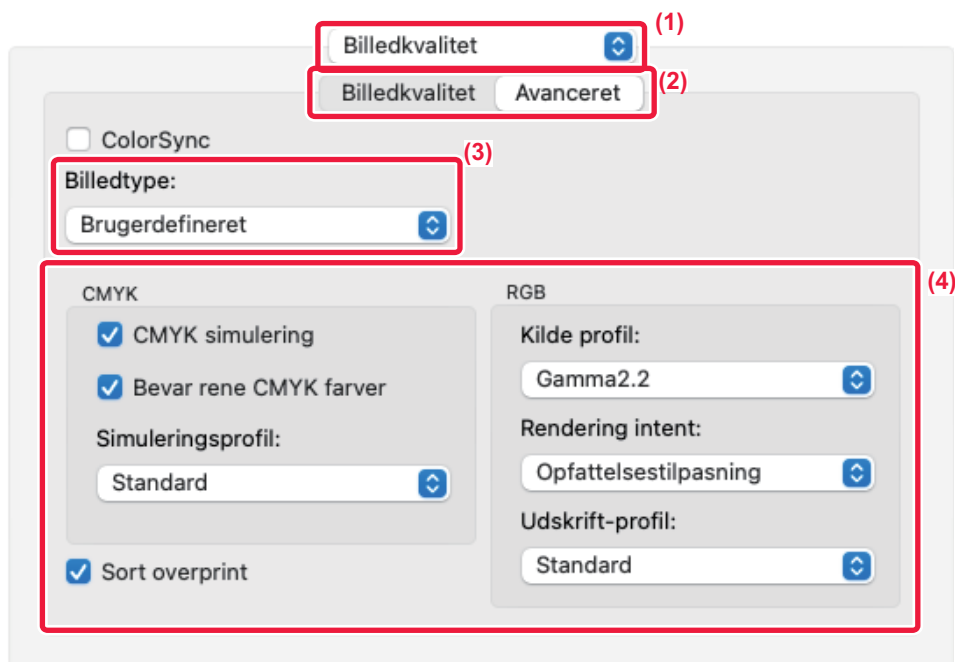 (1)
Billedkvalitet
(2)
Billedkvalitet Avanceret
ColorSync
(3)
Billedtype:
Brugerdefineret
(4)
CMYK
CMYK simulering
Bevar rene CMYK farver
Simuleringsprofil:
Standard
Sort overprint
RGB
Kilde profil:
Gamma2.2
Rendering intent:
Opfattelsestilpasning
Udskrift-profil:
Standard